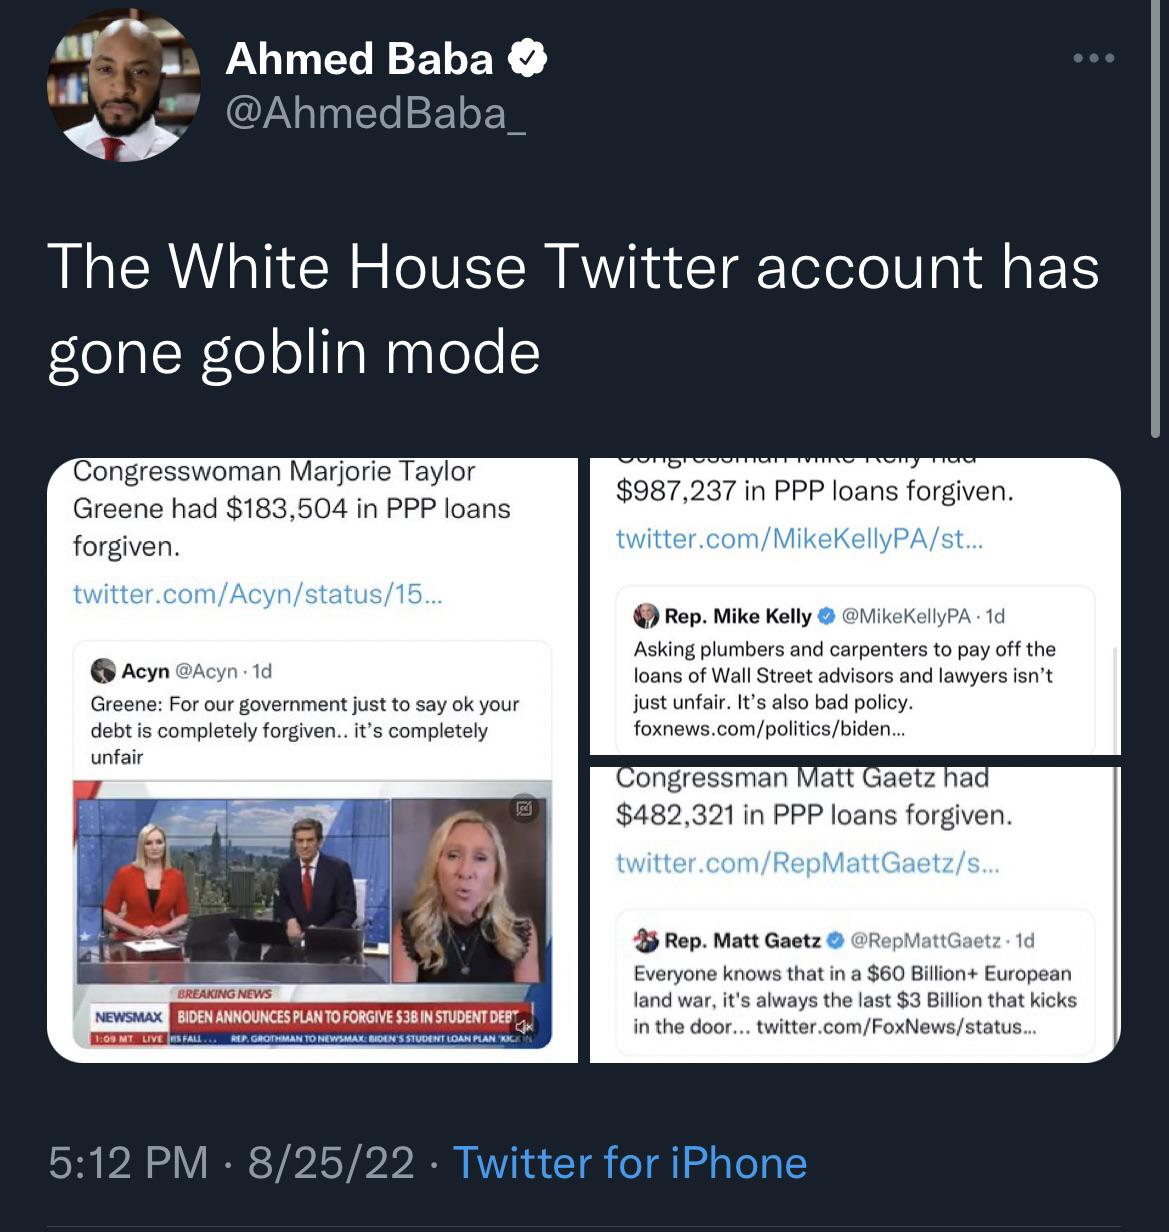 Ahmed Baba
@AhmedBaba_
The White House Twitter account has
gone goblin mode
Congresswoman Marjorie Taylor
Greene had $183,504 in PPP loans
forgiven.
twitter.com/Acyn/status/15...
Acyn @Acyn · 1d
Greene: For our government just to say ok your
debt is completely forgiven.. it's completely
unfair
BREAKING NEWS
NEWSMAX BIDEN ANNOUNCES PLAN TO FORGIVE $3B IN STUDENT DEBT
1:09 MT LIVE REP. GROTHMAN TO NEWSMAX: BIDEN'S STUDENT LOAN PLAN
Congressman Mike Kelly had
$987,237 in PPP loans forgiven.
twitter.com/MikeKellyPA/st...
Rep. Mike Kelly @MikeKellyPA · 1d
Asking plumbers and carpenters to pay off the
loans of Wall Street advisors and lawyers isn't
just unfair. It's also bad policy.
foxnews.com/politics/biden...
Congressman Matt Gaetz had
$482,321 in PPP loans forgiven.
twitter.com/RepMattGaetz/s...
Rep. Matt Gaetz @RepMattGaetz · 1d
Everyone knows that in a $60 Billion+ European
land war, it's always the last $3 Billion that kicks
in the door... twitter.com/FoxNews/status...
5:12 PM · 8/25/22 · Twitter for iPhone